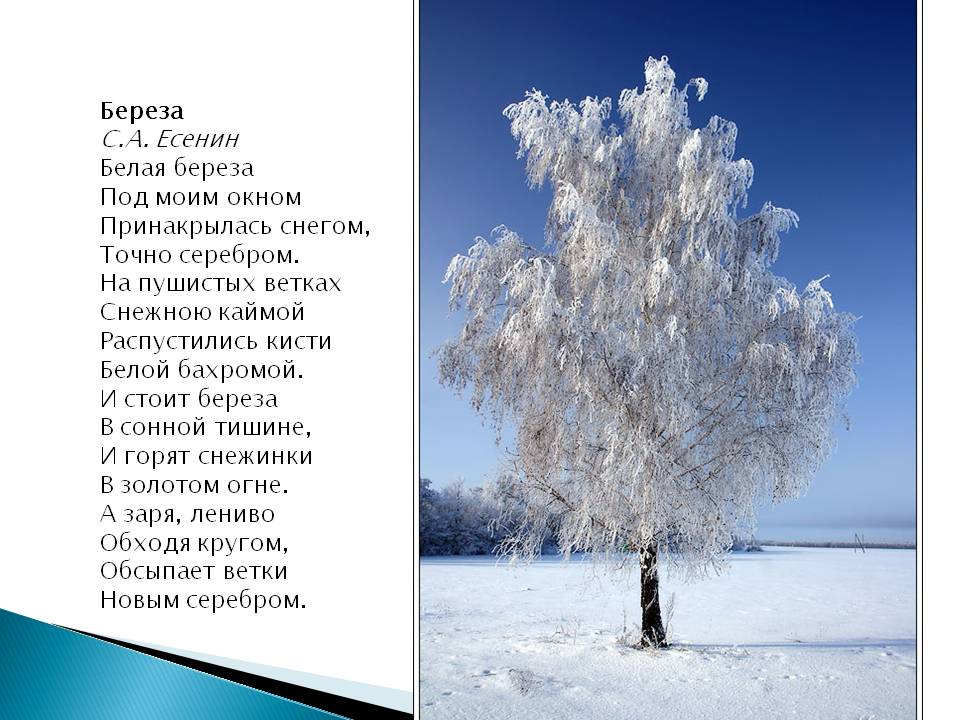 Береза
С.А. Есенин
Белая береза
Под моим окном
Принакрылась снегом,
Точно серебром.
На пушистых ветках
Снежною каймой
Распустились кисти
Белой бахромой.
И стоит береза
В сонной тишине,
И горят снежинки
В золотом огне.
А заря, лениво
Обходя кругом,
Обсыпает ветки
Новым серебром.